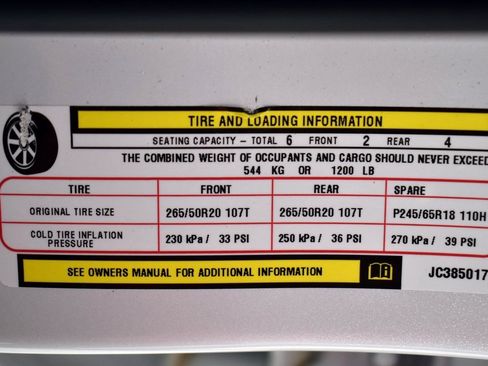 TIRE AND LOADING INFORMATION
SEATING CAPACITY – TOTAL 6 FRONT 2 REAR 4
THE COMBINED WEIGHT OF OCCUPANTS AND CARGO SHOULD NEVER EXCEED
544 KG OR 1200 LB
TIRE FRONT REAR SPARE
ORIGINAL TIRE SIZE 265/50R20 107T 265/50R20 107T P245/65R18 110H
COLD TIRE INFLATION PRESSURE 230 kPa / 33 PSI 250 kPa / 36 PSI 270 kPa / 39 PSI
SEE OWNERS MANUAL FOR ADDITIONAL INFORMATION JC385017